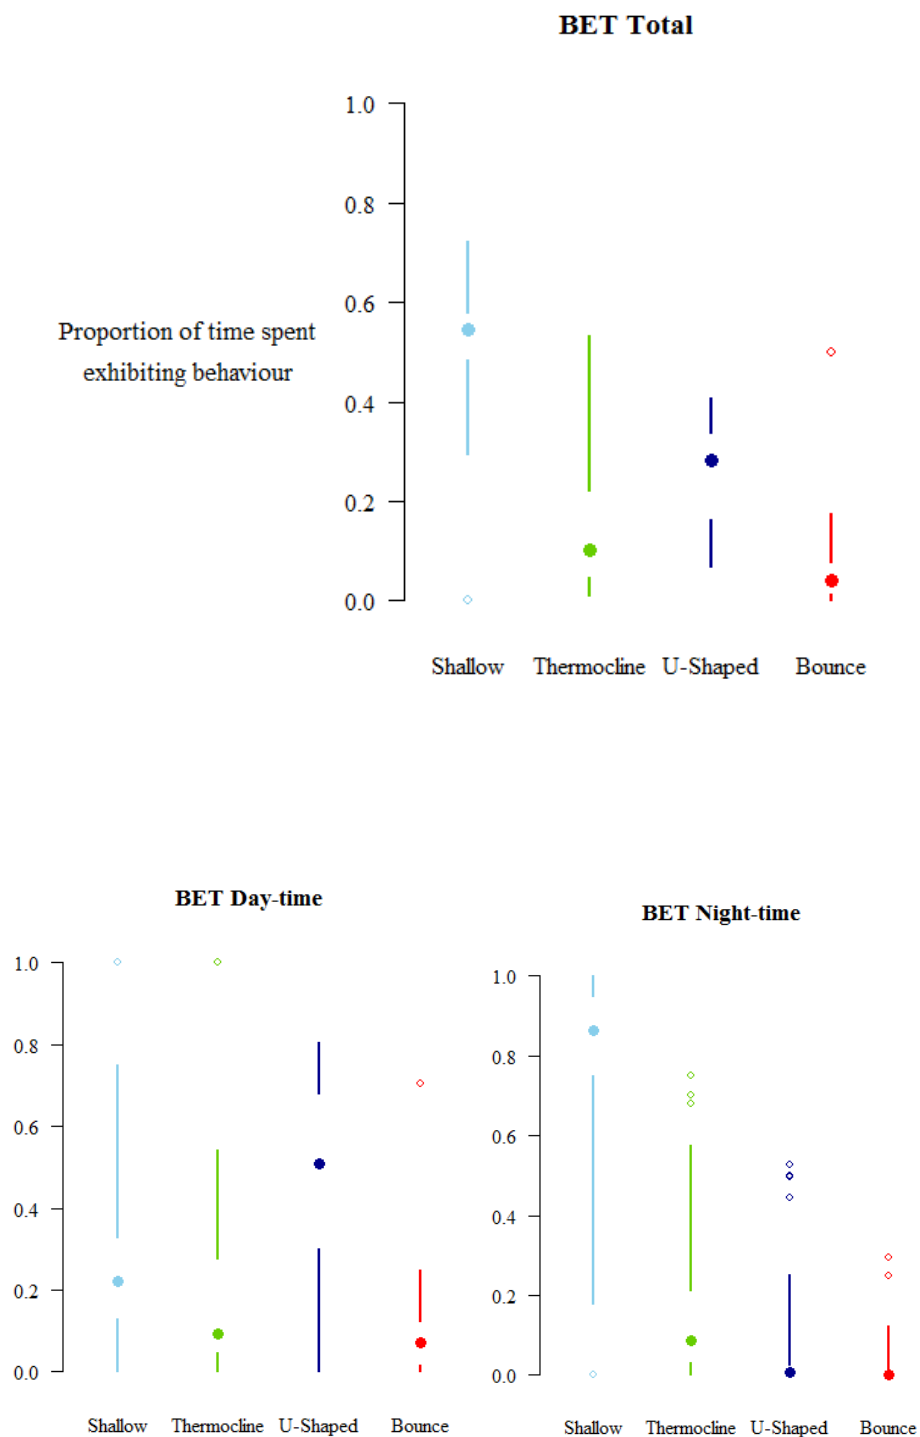 BET Total
1.0
0.8
0.6
Proportion of time spent
exhibiting behaviour
0.4
0.2
0.0
Shallow Thermocline U-Shaped Bounce
BET Day-time
1.0
0.8
0.6
0.4
0.2
0.0
Shallow Thermocline U-Shaped Bounce
BET Night-time
1.0
0.8
0.6
0.4
0.2
0.0
Shallow Thermocline U-Shaped Bounce